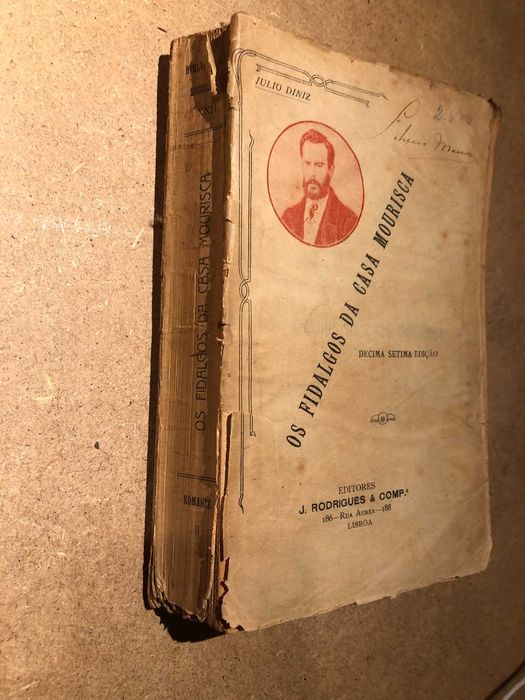 JULIO DINIZ
OS FIDALGOS DA CASA MOURISCA
DECIMA SETIMA EDIÇÃO
EDITORES
J. RODRIGUES & COMP.ª
186—RUA AUREA—188
LISBOA
OS FIDALGOS DA CASA MOURISCA
ROMANCE
II